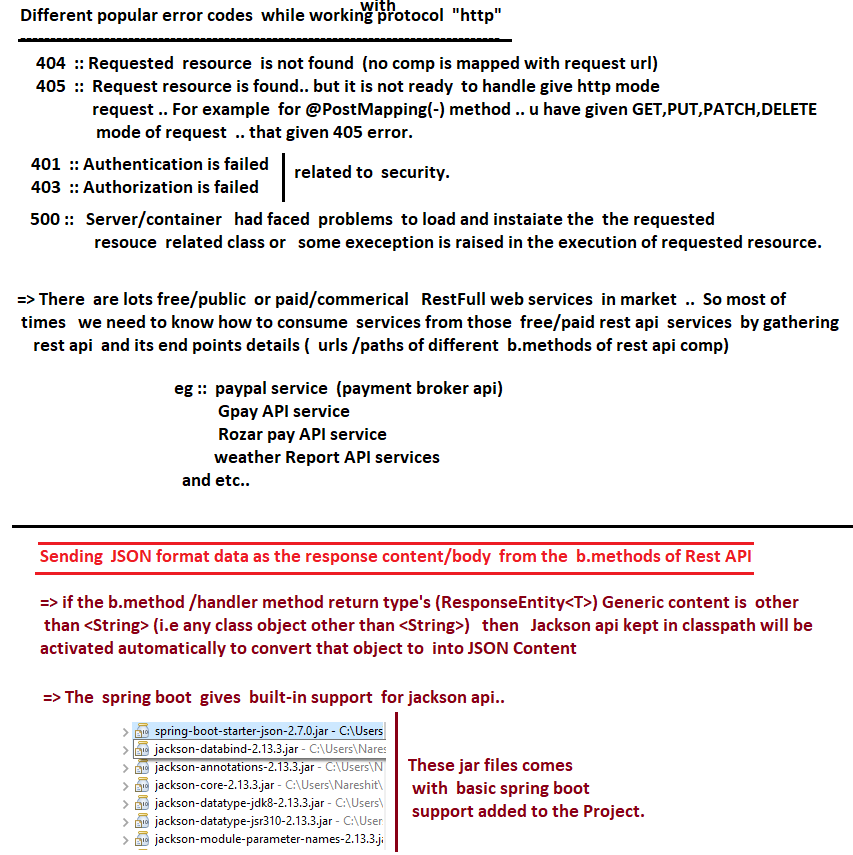 Different popular error codes while working with protocol "http"
----------------------------------------------------------------
404 :: Requested resource is not found (no comp is mapped with request url)
405 :: Request resource is found.. but it is not ready to handle give http mode
request .. For example for @PostMapping(-) method .. u have given GET,PUT,PATCH,DELETE
mode of request .. that given 405 error.
401 :: Authentication is failed
403 :: Authorization is failed
related to security.
500 :: Server/container had faced problems to load and instaiate the the requested
resouce related class or some exeception is raised in the execution of requested resource.
=> There are lots free/public or paid/commerical RestFull web services in market .. So most of
times we need to know how to consume services from those free/paid rest api services by gathering
rest api and its end points details ( urls /paths of different b.methods of rest api comp)
eg :: paypal service (payment broker api)
Gpay API service
Rozar pay API service
weather Report API services
and etc..
Sending JSON format data as the response content/body from the b.methods of Rest API
=> if the b.method /handler method return type's (ResponseEntity<T>) Generic content is other
than <String> (i.e any class object other than <String>) then Jackson api kept in classpath will be
activated automatically to convert that object to into JSON Content
=> The spring boot gives built-in support for jackson api..
spring-boot-starter-json-2.7.0.jar - C:\Users
jackson-databind-2.13.3.jar - C:\Users\Nares
jackson-annotations-2.13.3.jar - C:\Users\N
jackson-core-2.13.3.jar - C:\Users\Nareshit\
jackson-datatype-jdk8-2.13.3.jar - C:\Users\
jackson-datatype-jsr310-2.13.3.jar - C:\User
jackson-module-parameter-names-2.13.3.j
These jar files comes
with basic spring boot
support added to the Project.